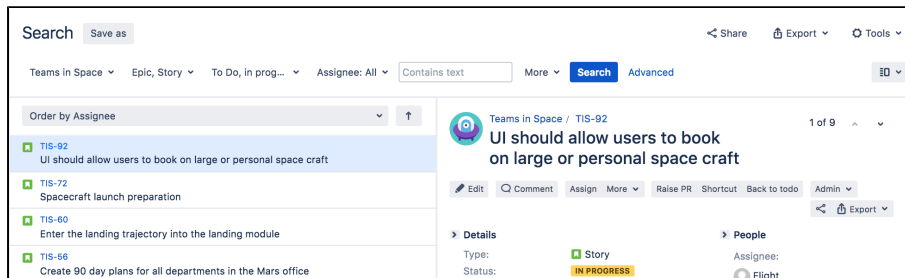 Search Save as Share Export Tools
Teams in Space Epic, Story To Do, in prog... Assignee: All Contains text More Search Advanced
Order by Assignee
TIS-92
UI should allow users to book on large or personal space craft
TIS-72
Spacecraft launch preparation
TIS-60
Enter the landing trajectory into the landing module
TIS-56
Create 90 day plans for all departments in the Mars office
Teams in Space / TIS-92 1 of 9
UI should allow users to book
on large or personal space craft
Edit Comment Assign More Raise PR Shortcut Back to todo Admin
Export
Details People
Type: Story Assignee:
Status: IN PROGRESS Flight